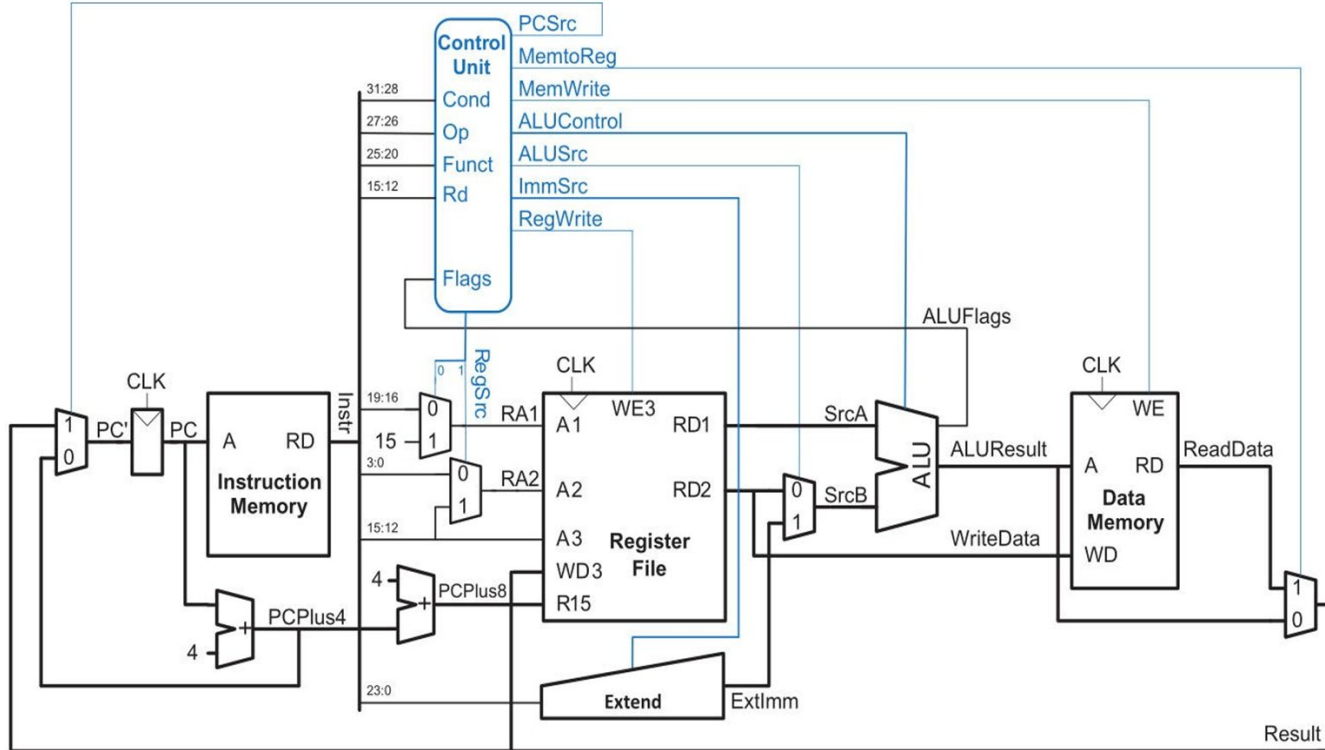 PCSrc
Control
Unit
MemtoReg
31:28
Cond
MemWrite
27:26
Op
ALUControl
25:20
Funct
ALUSrc
15:12
Rd
ImmSrc
RegWrite
Flags
ALUFlags
0 1
RegSrc
CLK
CLK
CLK
Instr
19:16
0
RA1
A1
WE3
RD1
SrcA
WE
1
PC'
PC
A
RD
15
1
ALU
ALUResult
A
RD
ReadData
0
Instruction
Memory
3:0
0
1
RA2
A2
RD2
0
SrcB
1
Data
Memory
15:12
A3
Register
File
WriteData
WD
WD3
4
+
PCPlus8
R15
1
0
PCPlus4
+
4
23:0
Extend
ExtImm
Result